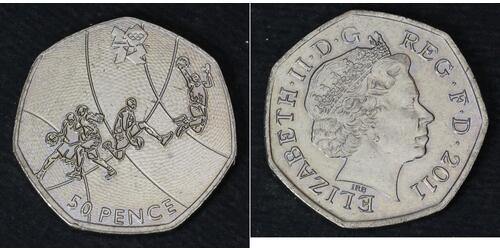 50 PENCE
ELIZABETH·II·D·G REG·F·D·2011
IRB